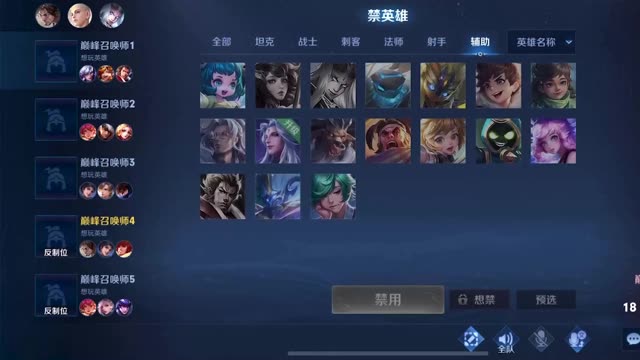 禁英雄
全部 坦克 战士 刺客 法师 射手 辅助 英雄名称
巅峰召唤师1
想玩英雄
巅峰召唤师2
想玩英雄
巅峰召唤师3
想玩英雄
巅峰召唤师4
想玩英雄
反制位
巅峰召唤师5
想玩英雄
反制位
禁用 想禁 预选
18
全队